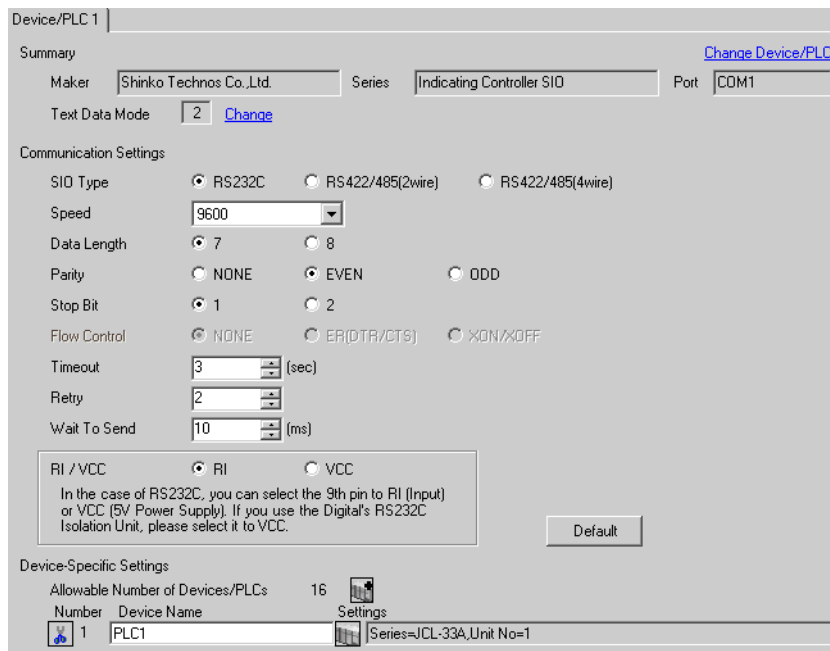 Device/PLC 1
Summary
Change Device/PLC
Maker Shinko Technos Co.,Ltd. Series Indicating Controller SIO Port COM1
Text Data Mode 2 Change
Communication Settings
SIO Type RS232C RS422/485(2wire) RS422/485(4wire)
Speed 9600
Data Length 7 8
Parity NONE EVEN ODD
Stop Bit 1 2
Flow Control NONE ER(DTR/CTS) XON/XOFF
Timeout 3 (sec)
Retry 2
Wait To Send 10 (ms)
RI / VCC RI VCC
In the case of RS232C, you can select the 9th pin to RI (Input)
or VCC (5V Power Supply). If you use the Digital's RS232C
Isolation Unit, please select it to VCC.
Default
Device-Specific Settings
Allowable Number of Devices/PLCs 16
Number Device Name Settings
1 PLC1 Series=JCL-33A,Unit No=1